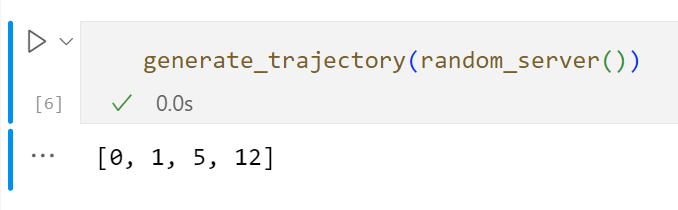 generate_trajectory(random_server())
[6]
0.0s
...
[0, 1, 5, 12]